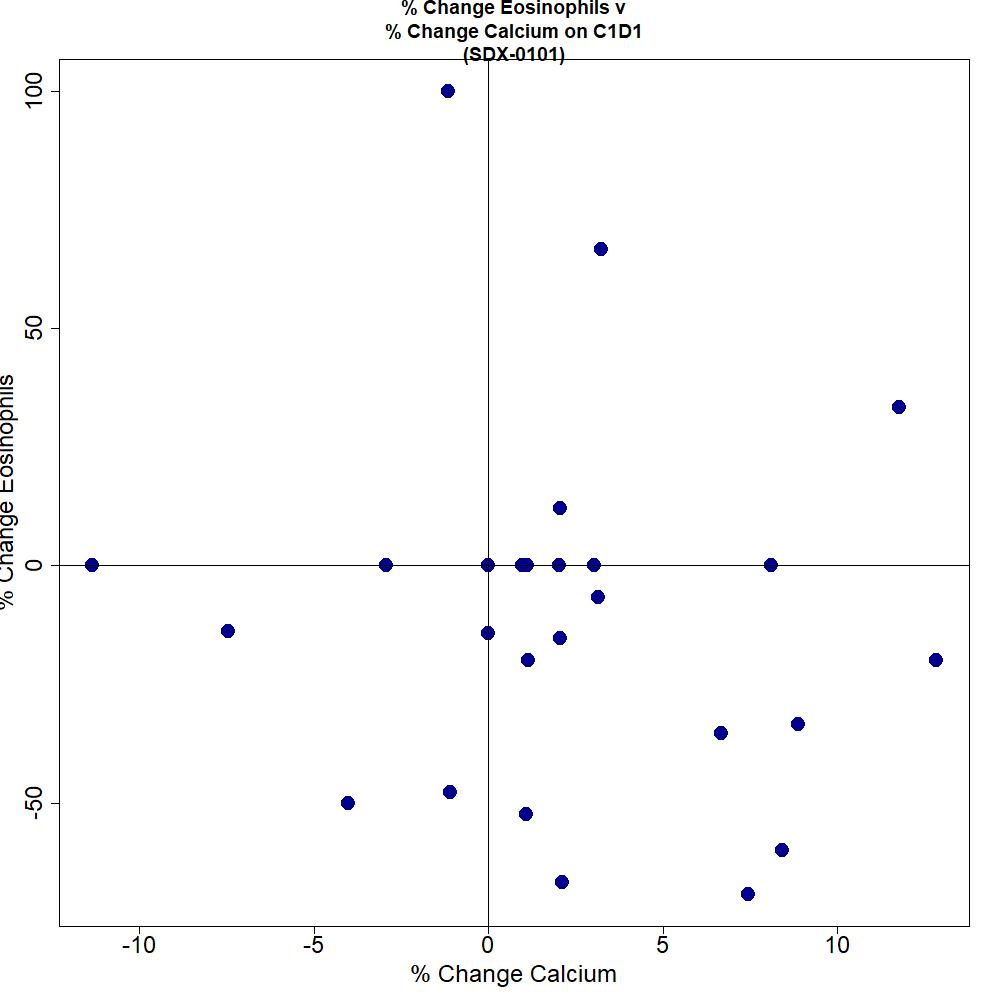 % Change Eosinophils v
% Change Calcium on C1D1
(SDX-0101)
100
50
0
-50
% Change Eosinophils
-10
-5
0
5
10
% Change Calcium